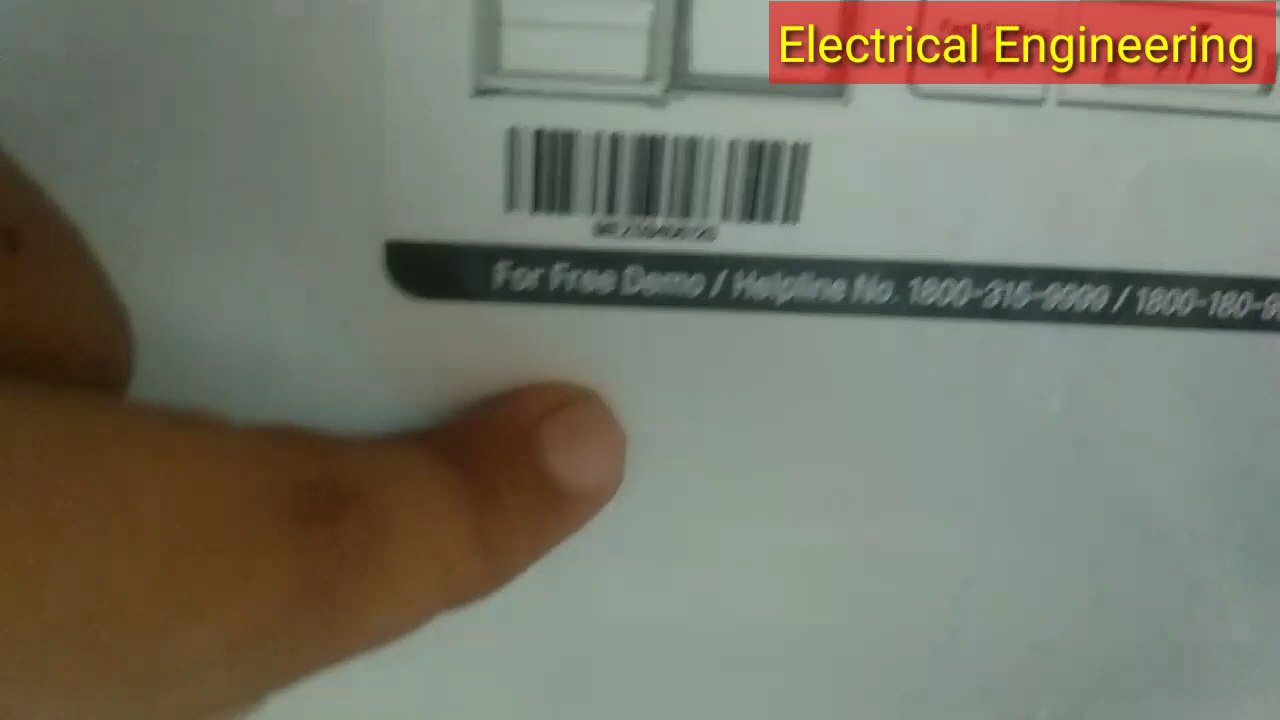 Electrical Engineering
For Free Demo / Helpline No. 1800-315-9999 / 1800-180-